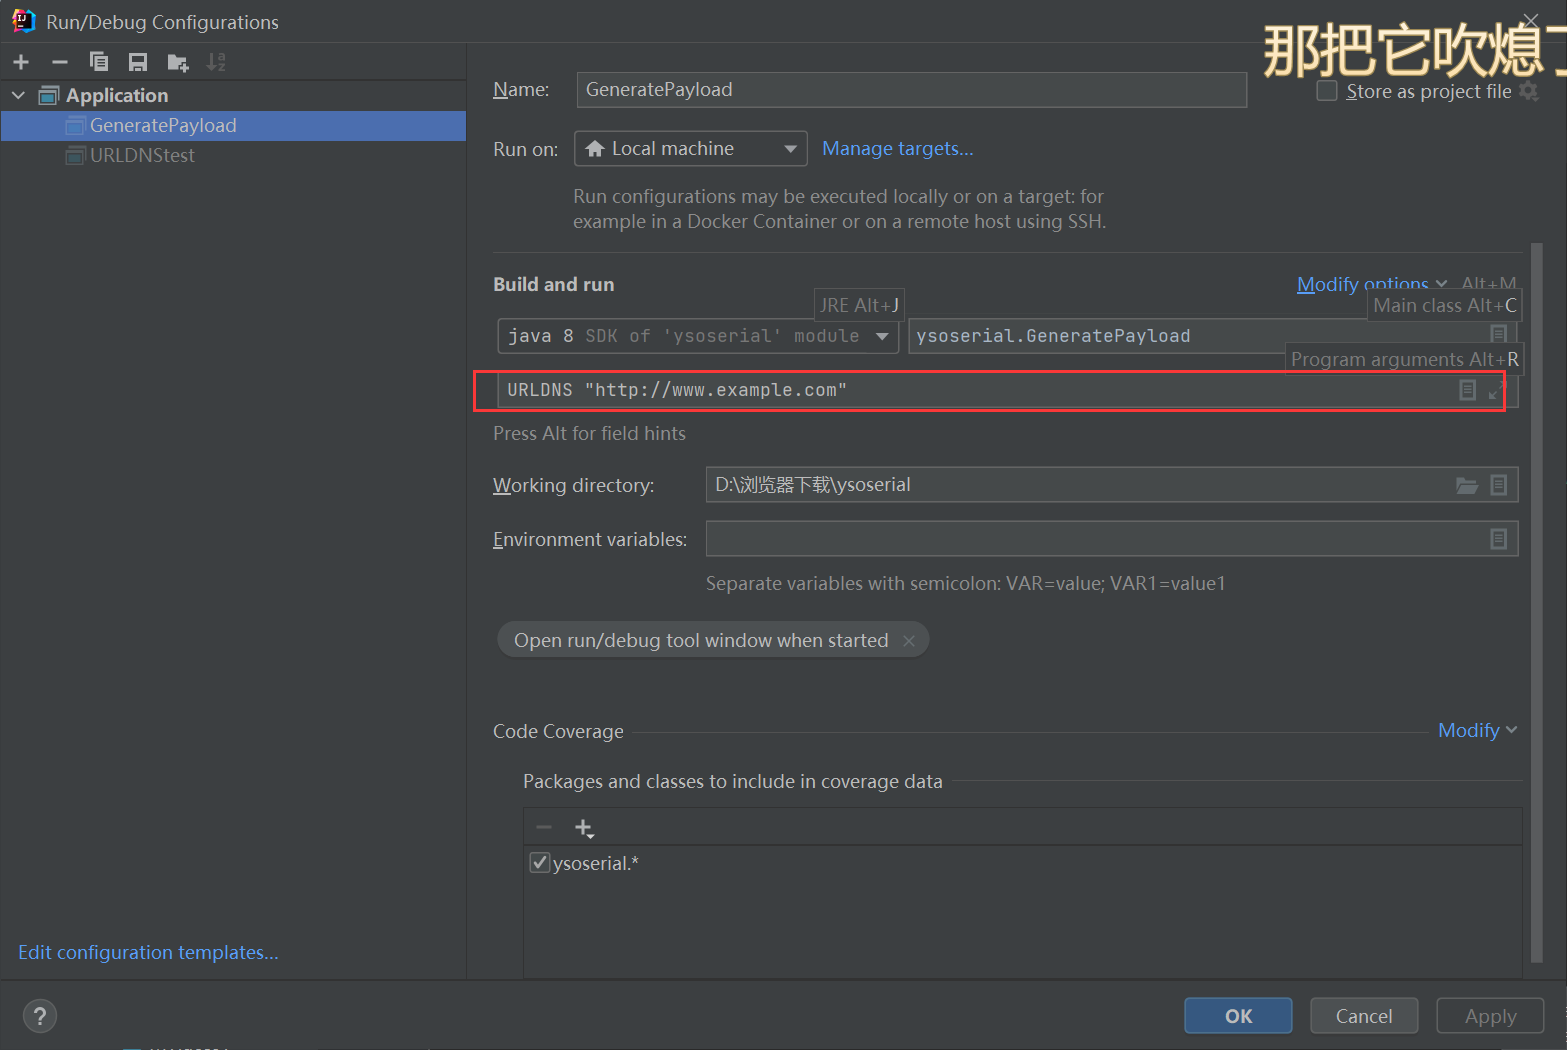 Run/Debug Configurations
那把它吹熄了
Application
GeneratePayload
URLDNStest
Name:
GeneratePayload
Store as project file
Run on:
Local machine
Manage targets...
Run configurations may be executed locally or on a target: for
example in a Docker Container or on a remote host using SSH.
Build and run
Modify options
Alt+M
JRE Alt+J
Main class Alt+C
java 8 SDK of 'ysoserial' module
ysoserial.GeneratePayload
Program arguments Alt+R
URLDNS "http://www.example.com"
Press Alt for field hints
Working directory:
D:\浏览器下载\ysoserial
Environment variables:
Separate variables with semicolon: VAR=value; VAR1=value1
Open run/debug tool window when started
Code Coverage
Modify
Packages and classes to include in coverage data
ysoserial.*
Edit configuration templates...
?
OK
Cancel
Apply